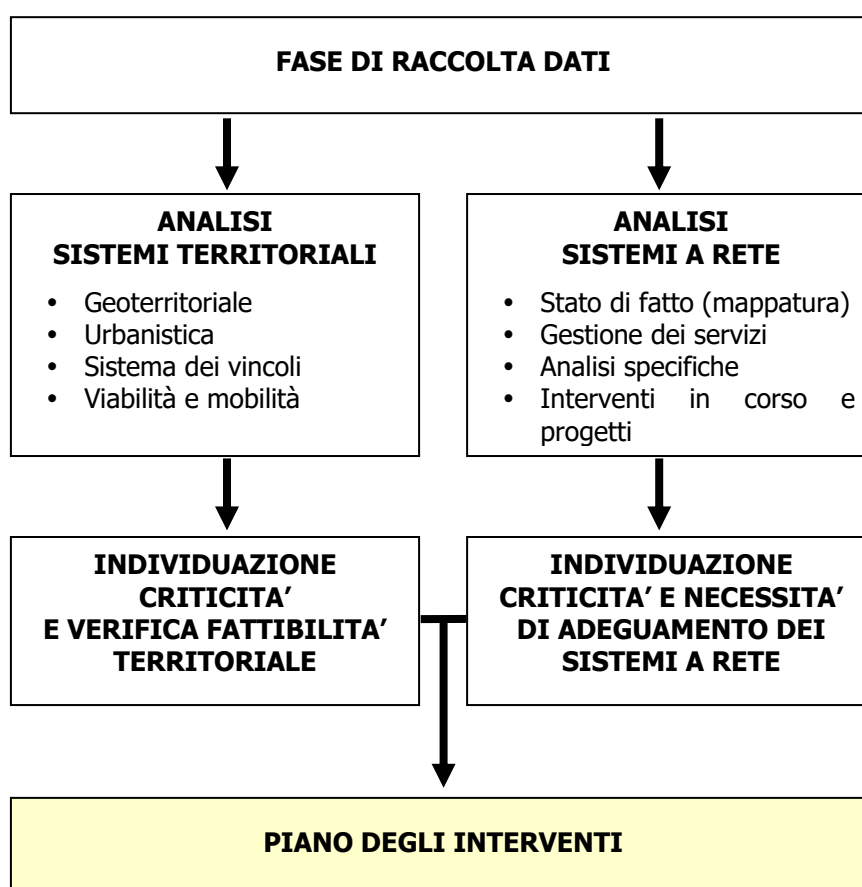 FASE DI RACCOLTA DATI
ANALISI
SISTEMI TERRITORIALI
• Geoterritoriale
• Urbanistica
• Sistema dei vincoli
• Viabilità e mobilità
ANALISI
SISTEMI A RETE
• Stato di fatto (mappatura)
• Gestione dei servizi
• Analisi specifiche
• Interventi in corso e
progetti
INDIVIDUAZIONE
CRITICITA’
E VERIFICA FATTIBILITA’
TERRITORIALE
INDIVIDUAZIONE
CRITICITA’ E NECESSITA’
DI ADEGUAMENTO DEI
SISTEMI A RETE
PIANO DEGLI INTERVENTI